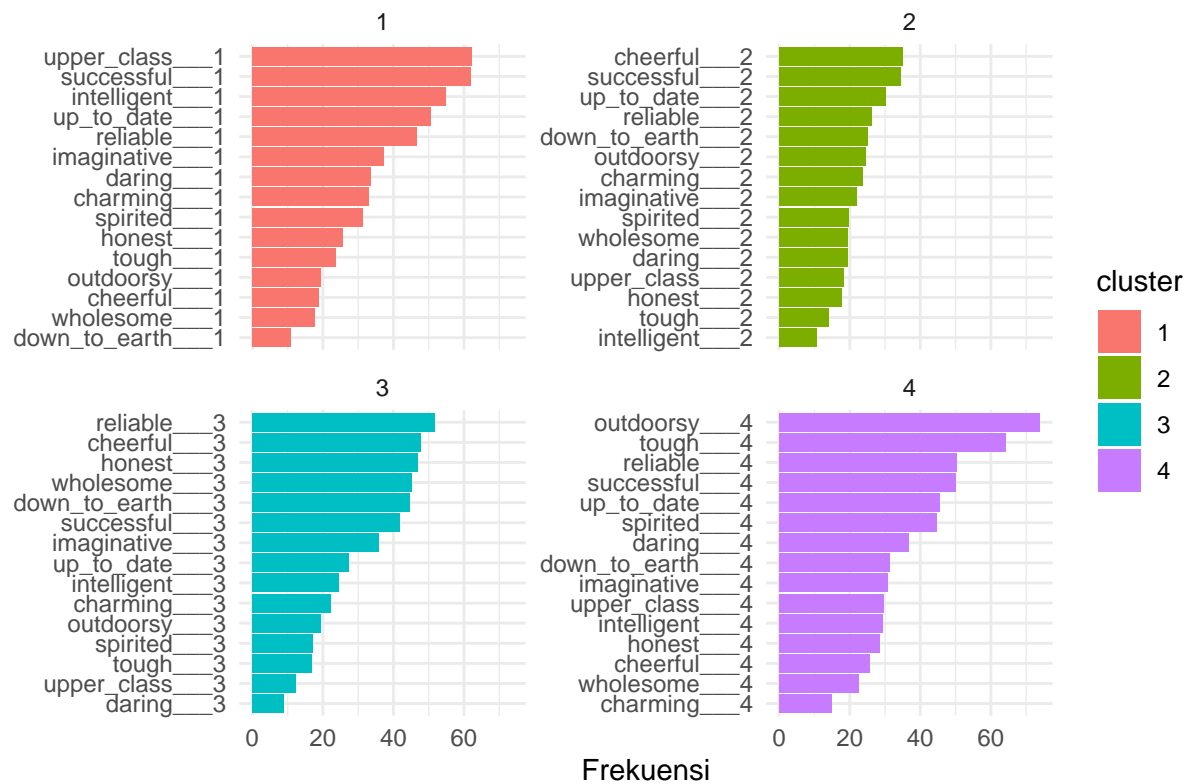 1
upper_class___1
successful___1
intelligent___1
up_to_date___1
reliable___1
imaginative___1
daring___1
charming___1
spirited___1
honest___1
tough___1
outdoorsy___1
cheerful___1
wholesome___1
down_to_earth___1
2
cheerful___2
successful___2
up_to_date___2
reliable___2
down_to_earth___2
outdoorsy___2
charming___2
imaginative___2
spirited___2
wholesome___2
daring___2
upper_class___2
honest___2
tough___2
intelligent___2
3
reliable___3
cheerful___3
honest___3
wholesome___3
down_to_earth___3
successful___3
imaginative___3
up_to_date___3
intelligent___3
charming___3
outdoorsy___3
spirited___3
tough___3
upper_class___3
daring___3
0 20 40 60
4
outdoorsy___4
tough___4
reliable___4
successful___4
up_to_date___4
spirited___4
daring___4
down_to_earth___4
imaginative___4
upper_class___4
intelligent___4
honest___4
cheerful___4
wholesome___4
charming___4
0 20 40 60
Frekuensi
cluster
1
2
3
4